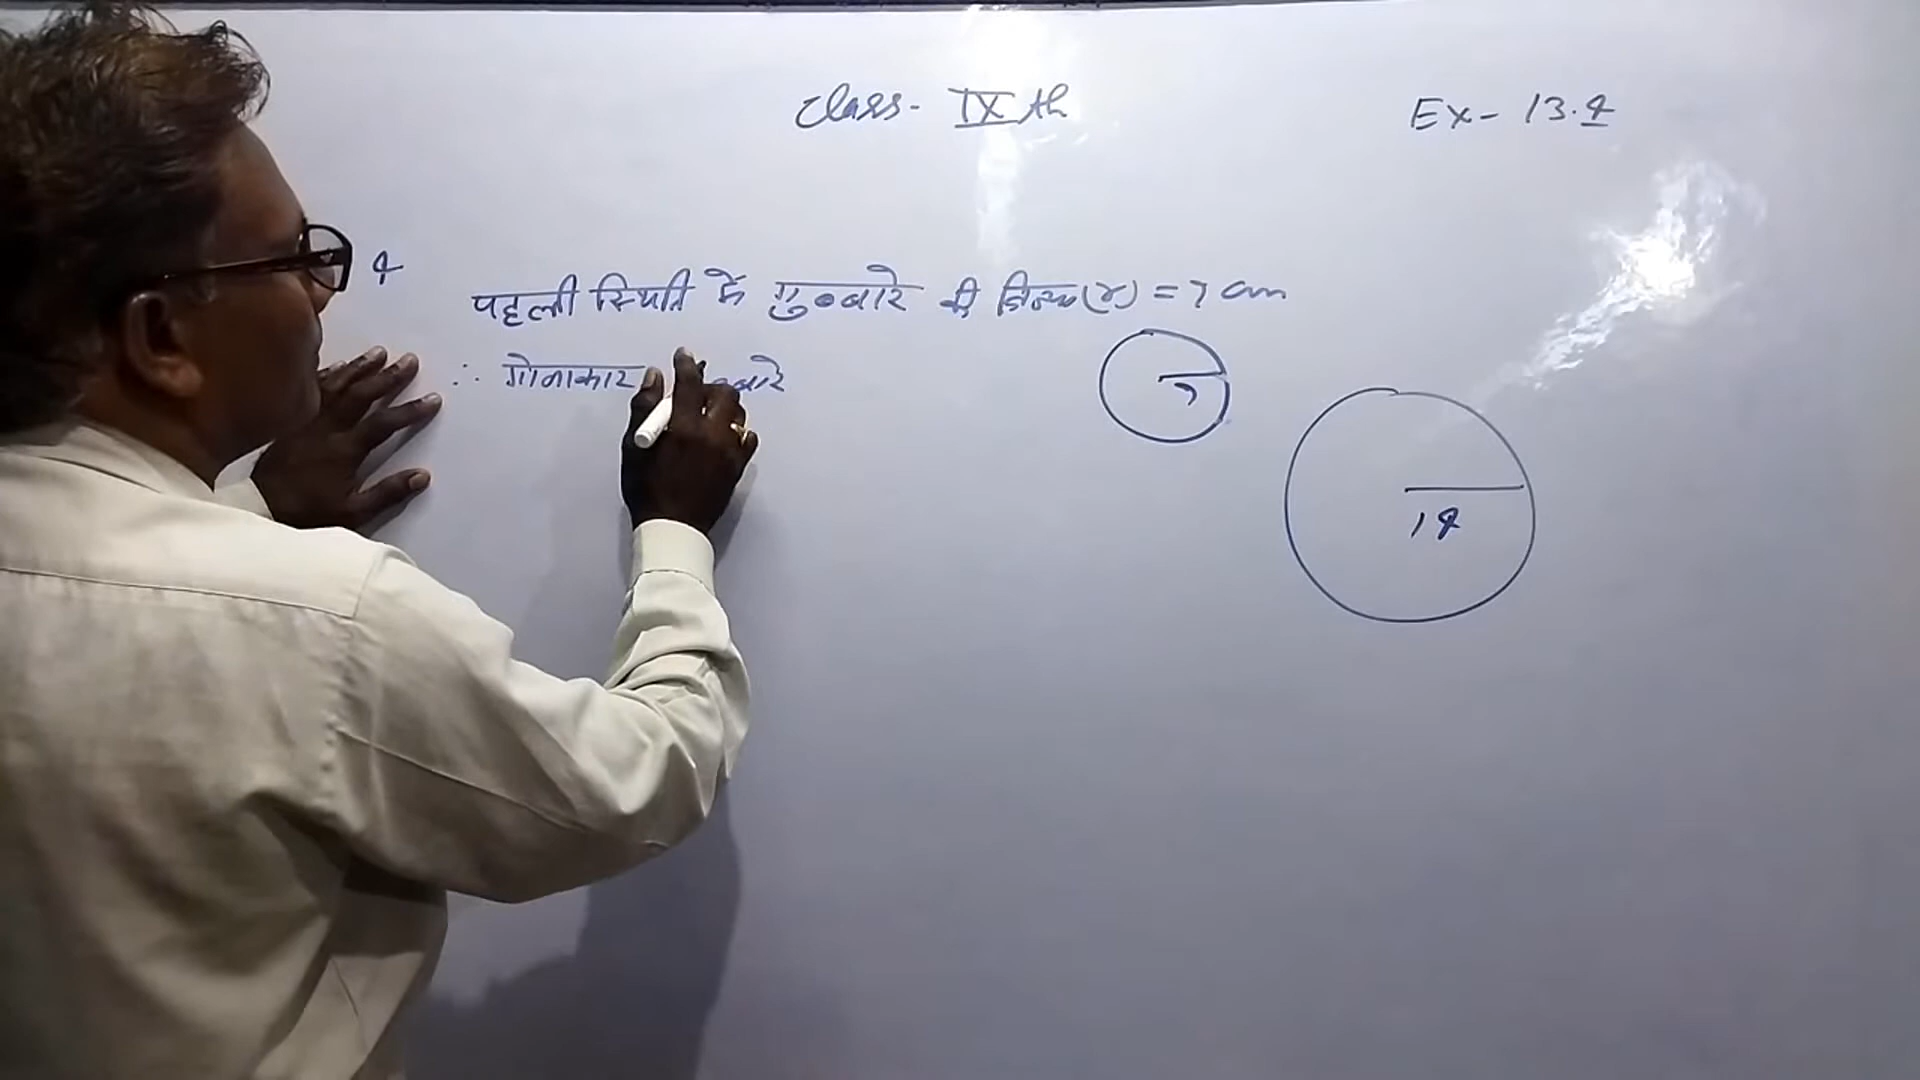 Class- IX th
Ex- 13.4
4
पहली स्थिति में गुब्बारे की त्रिज्या (r) = 7 cm
∴ गोलाकार गुब्बारे
7
14